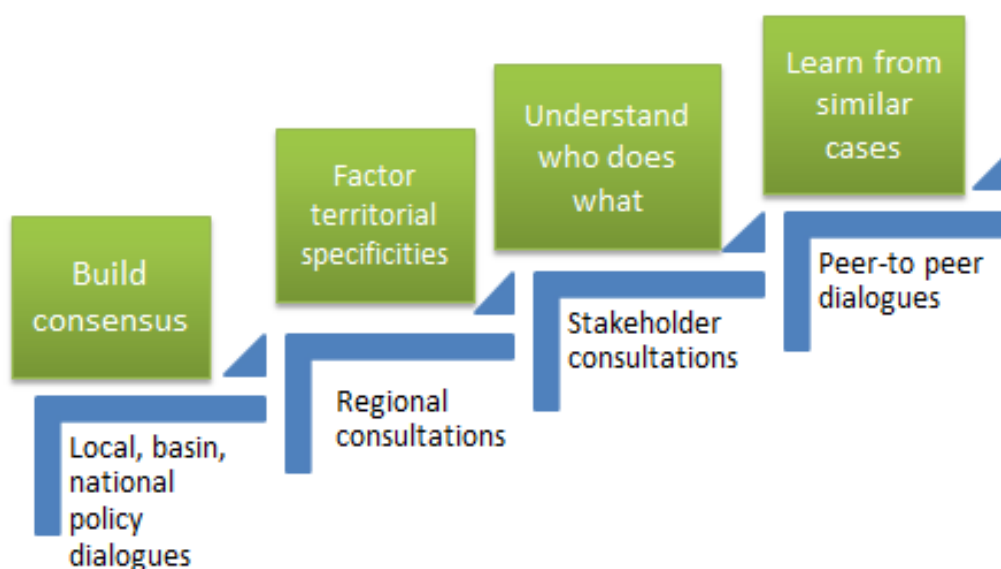 Build
consensus
Local, basin,
national
policy
dialogues
Factor
territorial
specificities
Regional
consultations
Understand
who does
what
Stakeholder
consultations
Learn from
similar
cases
Peer-to peer
dialogues